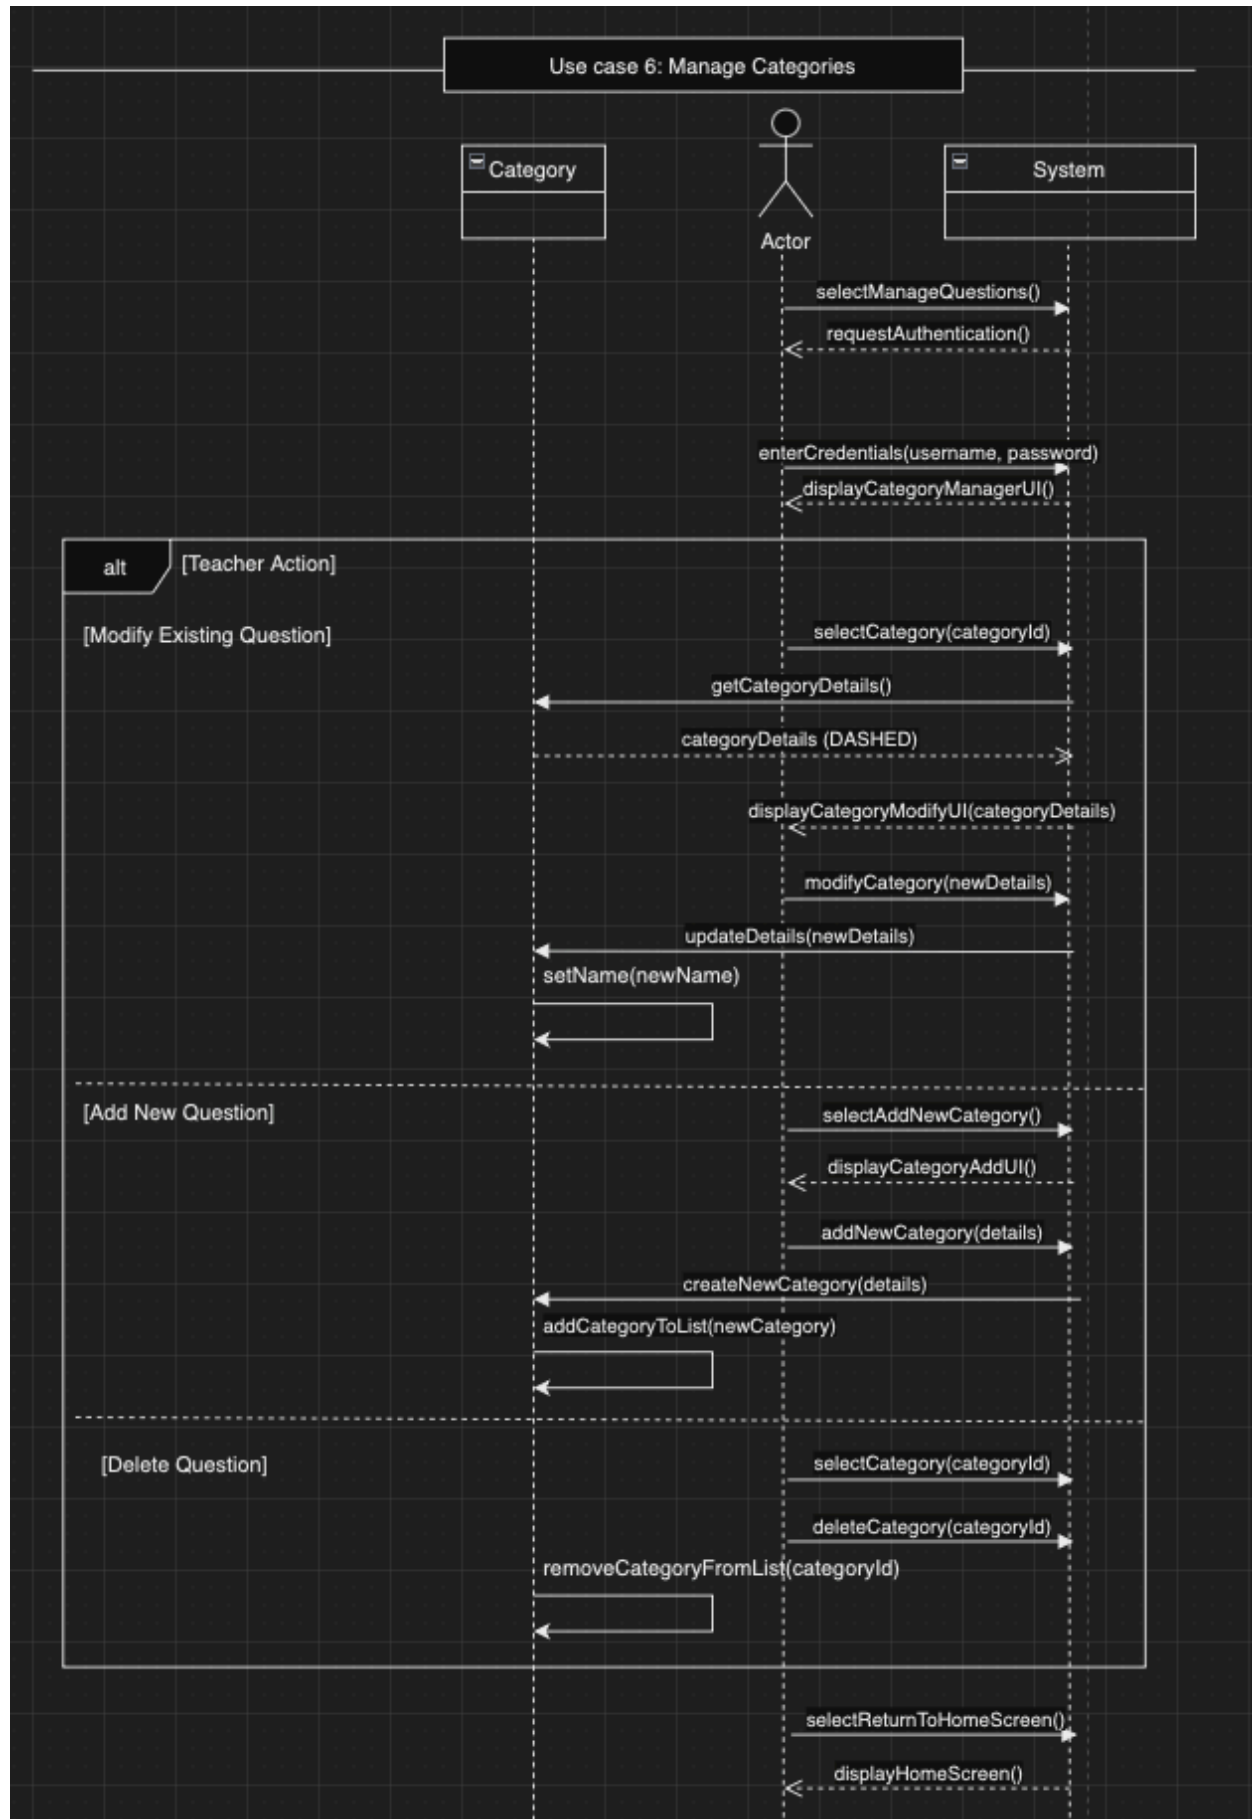 Use case 6: Manage Categories
Category
System
Actor
selectManageQuestions()
requestAuthentication()
enterCredentials(username, password)
displayCategoryManagerUI()
alt
[Teacher Action]
[Modify Existing Question]
selectCategory(categoryId)
getCategoryDetails()
categoryDetails (DASHED)
displayCategoryModifyUI(categoryDetails)
modifyCategory(newDetails)
updateDetails(newDetails)
setName(newName)
[Add New Question]
selectAddNewCategory()
displayCategoryAddUI()
addNewCategory(details)
createNewCategory(details)
addCategoryToList(newCategory)
[Delete Question]
selectCategory(categoryId)
deleteCategory(categoryId)
removeCategoryFromList(categoryId)
selectReturnToHomeScreen()
displayHomeScreen()